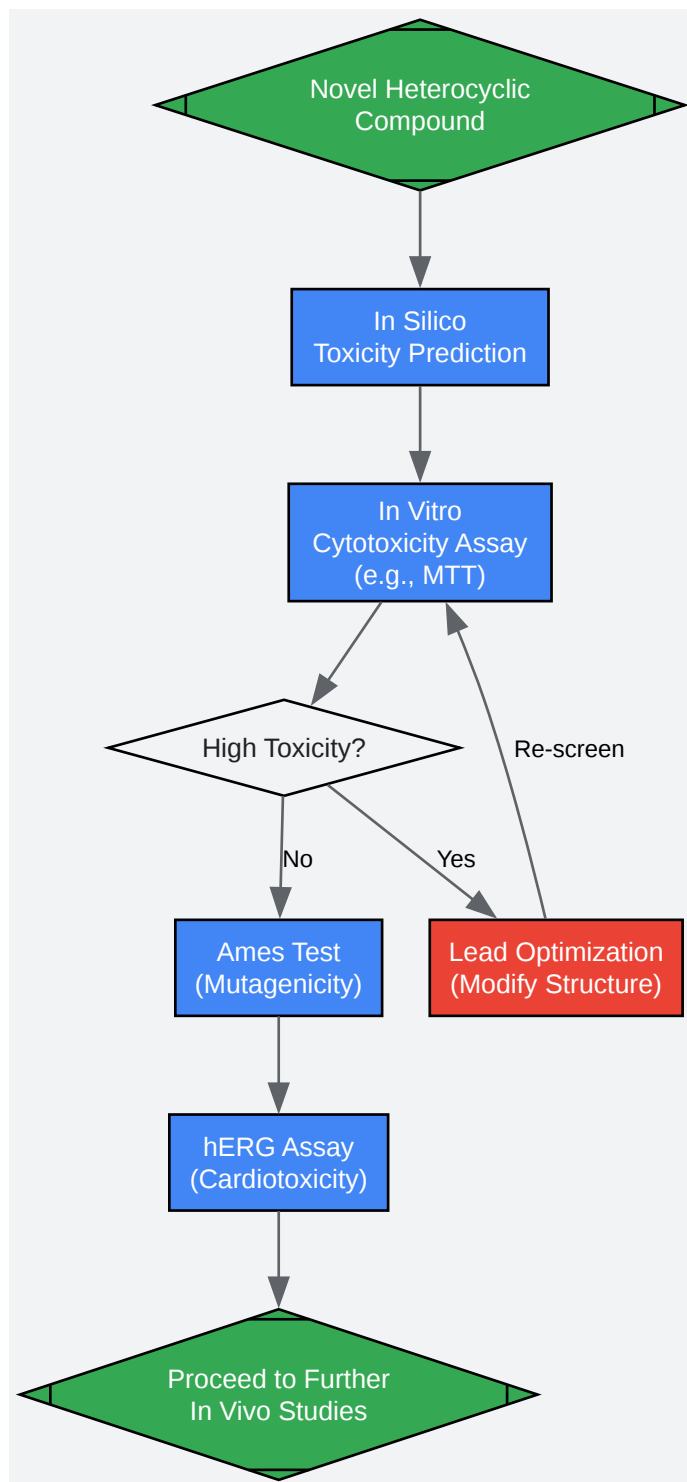 Novel Heterocyclic
Compound
In Silico
Toxicity Prediction
In Vitro
Cytotoxicity Assay
(e.g., MTT)
High Toxicity?
Re-screen
No
Yes
Ames Test
(Mutagenicity)
Lead Optimization
(Modify Structure)
hERG Assay
(Cardiotoxicity)
Proceed to Further
In Vivo Studies